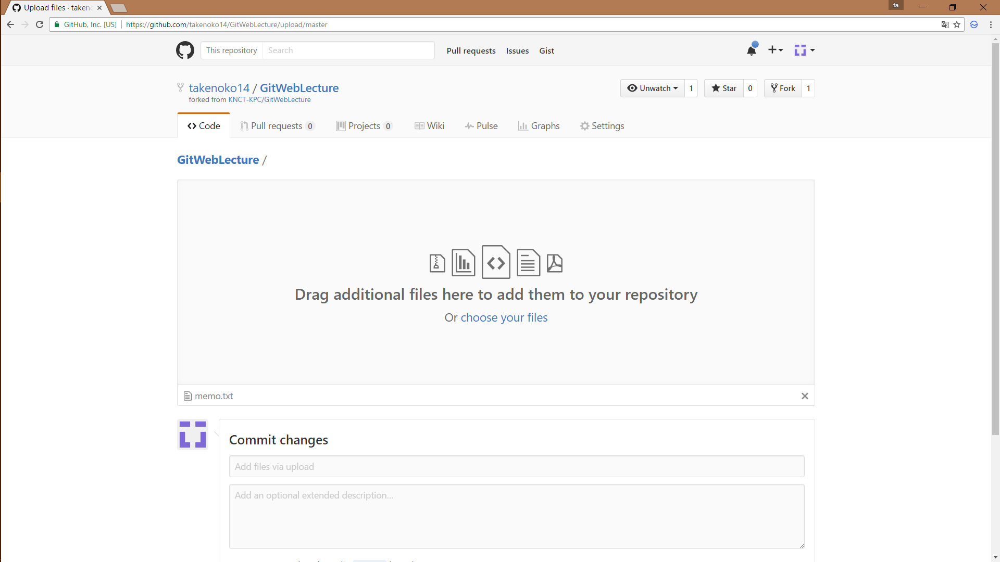 Upload files · taken
ta
GitHub, Inc. [US] https://github.com/takenoko14/GitWebLecture/upload/master
This repository Search Pull requests Issues Gist
takenoko14 / GitWebLecture Unwatch 1 Star 0 Fork 1
forked from KNCT-KPC/GitWebLecture
Code Pull requests 0 Projects 0 Wiki Pulse Graphs Settings
GitWebLecture /
Drag additional files here to add them to your repository
Or choose your files
memo.txt
Commit changes
Add files via upload
Add an optional extended description...